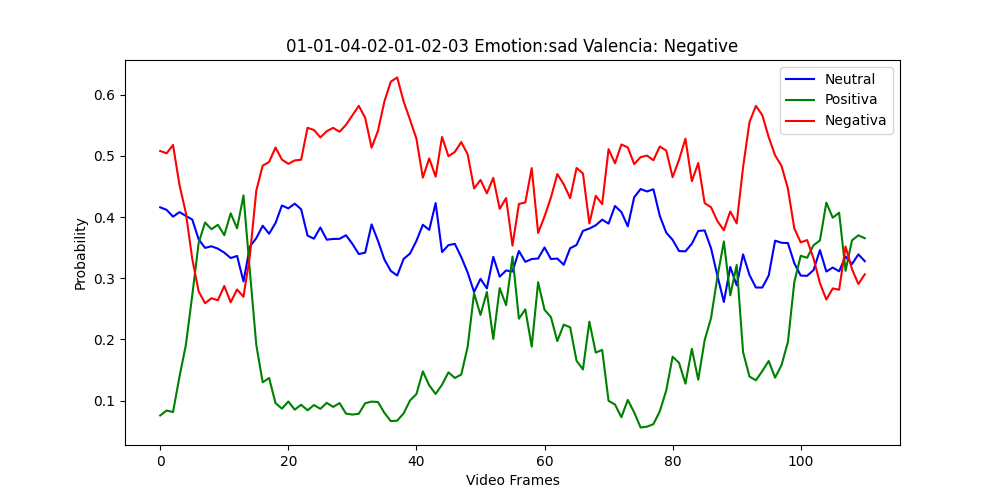 01-01-04-02-01-02-03 Emotion:sad Valencia: Negative
Neutral
Positiva
Negativa
Probability
0.6
0.5
0.4
0.3
0.2
0.1
0 20 40 60 80 100
Video Frames